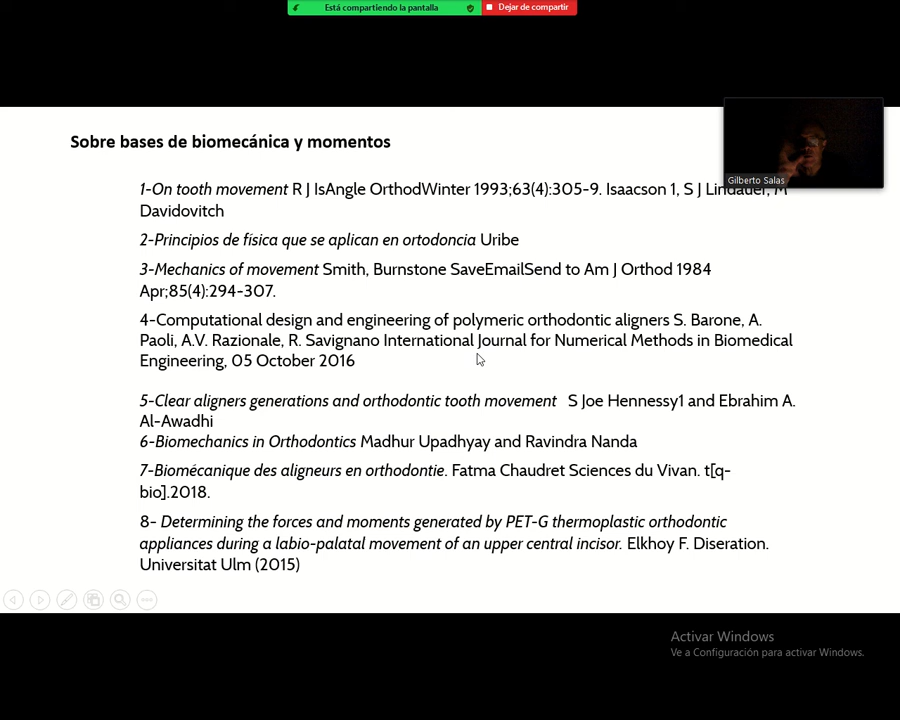 Está compartiendo la pantalla
Dejar de compartir
Sobre bases de biomecánica y momentos
Gilberto Salas
1-On tooth movement R J IsAngle OrthodWinter 1993;63(4):305-9. Isaacson 1, S J Lindauer, M
Davidovitch
2-Principios de física que se aplican en ortodoncia Uribe
3-Mechanics of movement Smith, Burnstone SaveEmailSend to Am J Orthod 1984
Apr;85(4):294-307.
4-Computational design and engineering of polymeric orthodontic aligners S. Barone, A.
Paoli, A.V. Razionale, R. Savignano International Journal for Numerical Methods in Biomedical
Engineering, 05 October 2016
5-Clear aligners generations and orthodontic tooth movement S Joe Hennessy1 and Ebrahim A.
Al-Awadhi
6-Biomechanics in Orthodontics Madhur Upadhyay and Ravindra Nanda
7-Biomécanique des aligneurs en orthodontie. Fatma Chaudret Sciences du Vivan. t[q-
bio].2018.
8- Determining the forces and moments generated by PET-G thermoplastic orthodontic
appliances during a labio-palatal movement of an upper central incisor. Elkhoy F. Diseration.
Universitat Ulm (2015)
Activar Windows
Ve a Configuración para activar Windows.